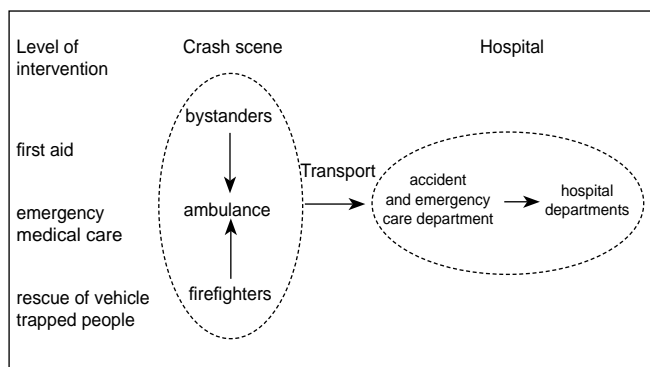 Level of
intervention
Crash scene
Hospital
bystanders
first aid
Transport
accident
and emergency
care department
hospital
departments
emergency
medical care
ambulance
rescue of vehicle
trapped people
firefighters